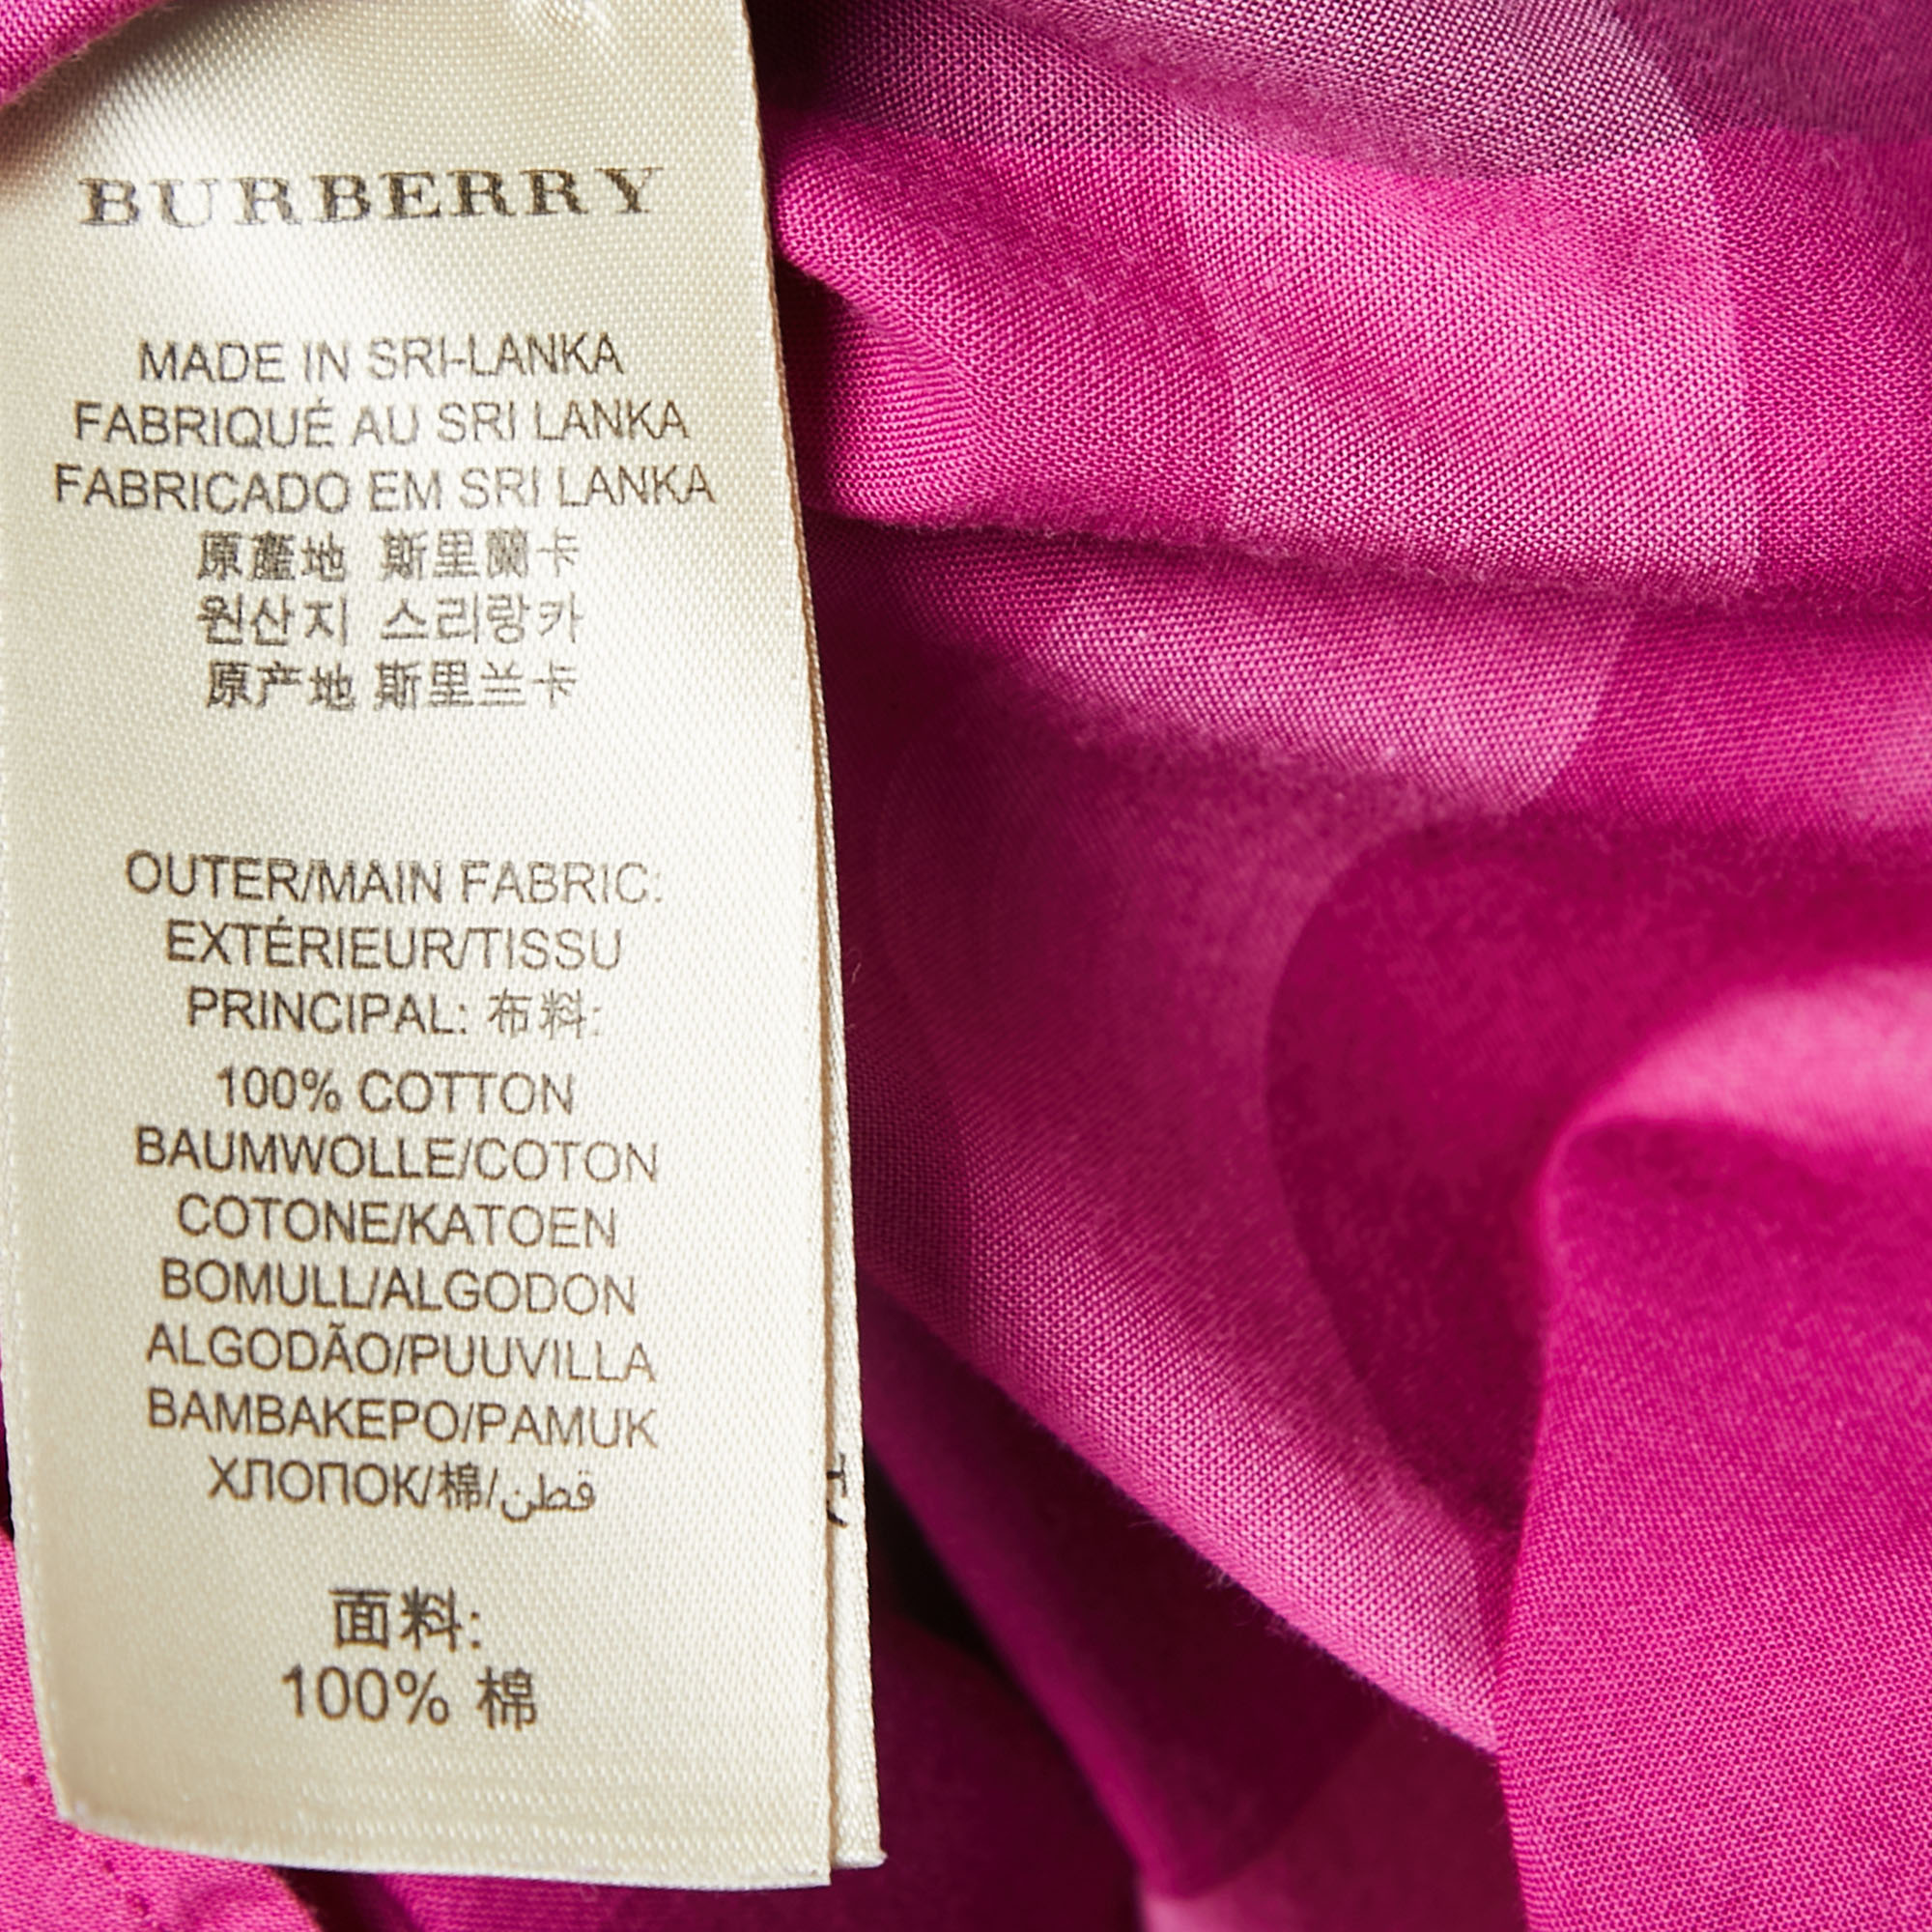 BURBERRY
MADE IN SRI-LANKA
FABRIQUÉ AU SRI LANKA
FABRICADO EM SRI LANKA
原產地 斯里蘭卡
원산지 스리랑카
原产地 斯里兰卡
OUTER/MAIN FABRIC:
EXTÉRIEUR/TISSU
PRINCIPAL: 布料:
100% COTTON
BAUMWOLLE/COTON
COTONE/KATOEN
BOMULL/ALGODON
ALGODÃO/PUUVILLA
BAMBAKEPO/PAMUK
ХЛОПОК/棉/قطن
面料:
100% 棉